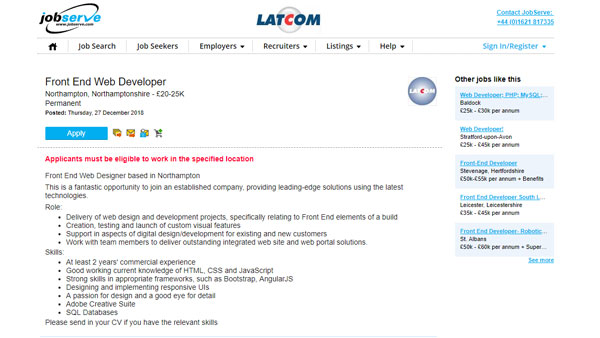 jobserve
www.jobserve.com
LATCOM
Contact JobServe:
+44 (0)1621 817335
Job Search
Job Seekers
Employers
Recruiters
Listings
Help
Sign In/Register
Front End Web Developer
Northampton, Northamptonshire - £20-25K
Permanent
Posted: Thursday, 27 December 2018
LATCOM
Apply
Applicants must be eligible to work in the specified location
Front End Web Designer based in Northampton
This is a fantastic opportunity to join an established company, providing leading-edge solutions using the latest
technologies.
Role:
• Delivery of web design and development projects, specifically relating to Front End elements of a build
• Creation, testing and launch of custom visual features
• Support in aspects of digital design/development for existing and new customers
• Work with team members to deliver outstanding integrated web site and web portal solutions.
Skills:
• At least 2 years' commercial experience
• Good working current knowledge of HTML, CSS and JavaScript
• Strong skills in appropriate frameworks, such as Bootstrap, AngularJS
• Designing and implementing responsive UIs
• A passion for design and a good eye for detail
• Adobe Creative Suite
• SQL Databases
Please send in your CV if you have the relevant skills
Other jobs like this
Web Developer; PHP; MySQL;...
Baldock
£25k - £30k per annum
Web Developer!
Stratford-upon-Avon
£25k - £45k per annum
Front-End Developer
Stevenage, Hertfordshire
£50k-£55k per annum + Benefits
Front End Developer South L...
Leicester, Leicestershire
£35k - £45k per annum
Front End Developer- Robotic...
St. Albans
£50k - £60k per annum + Super...
See more